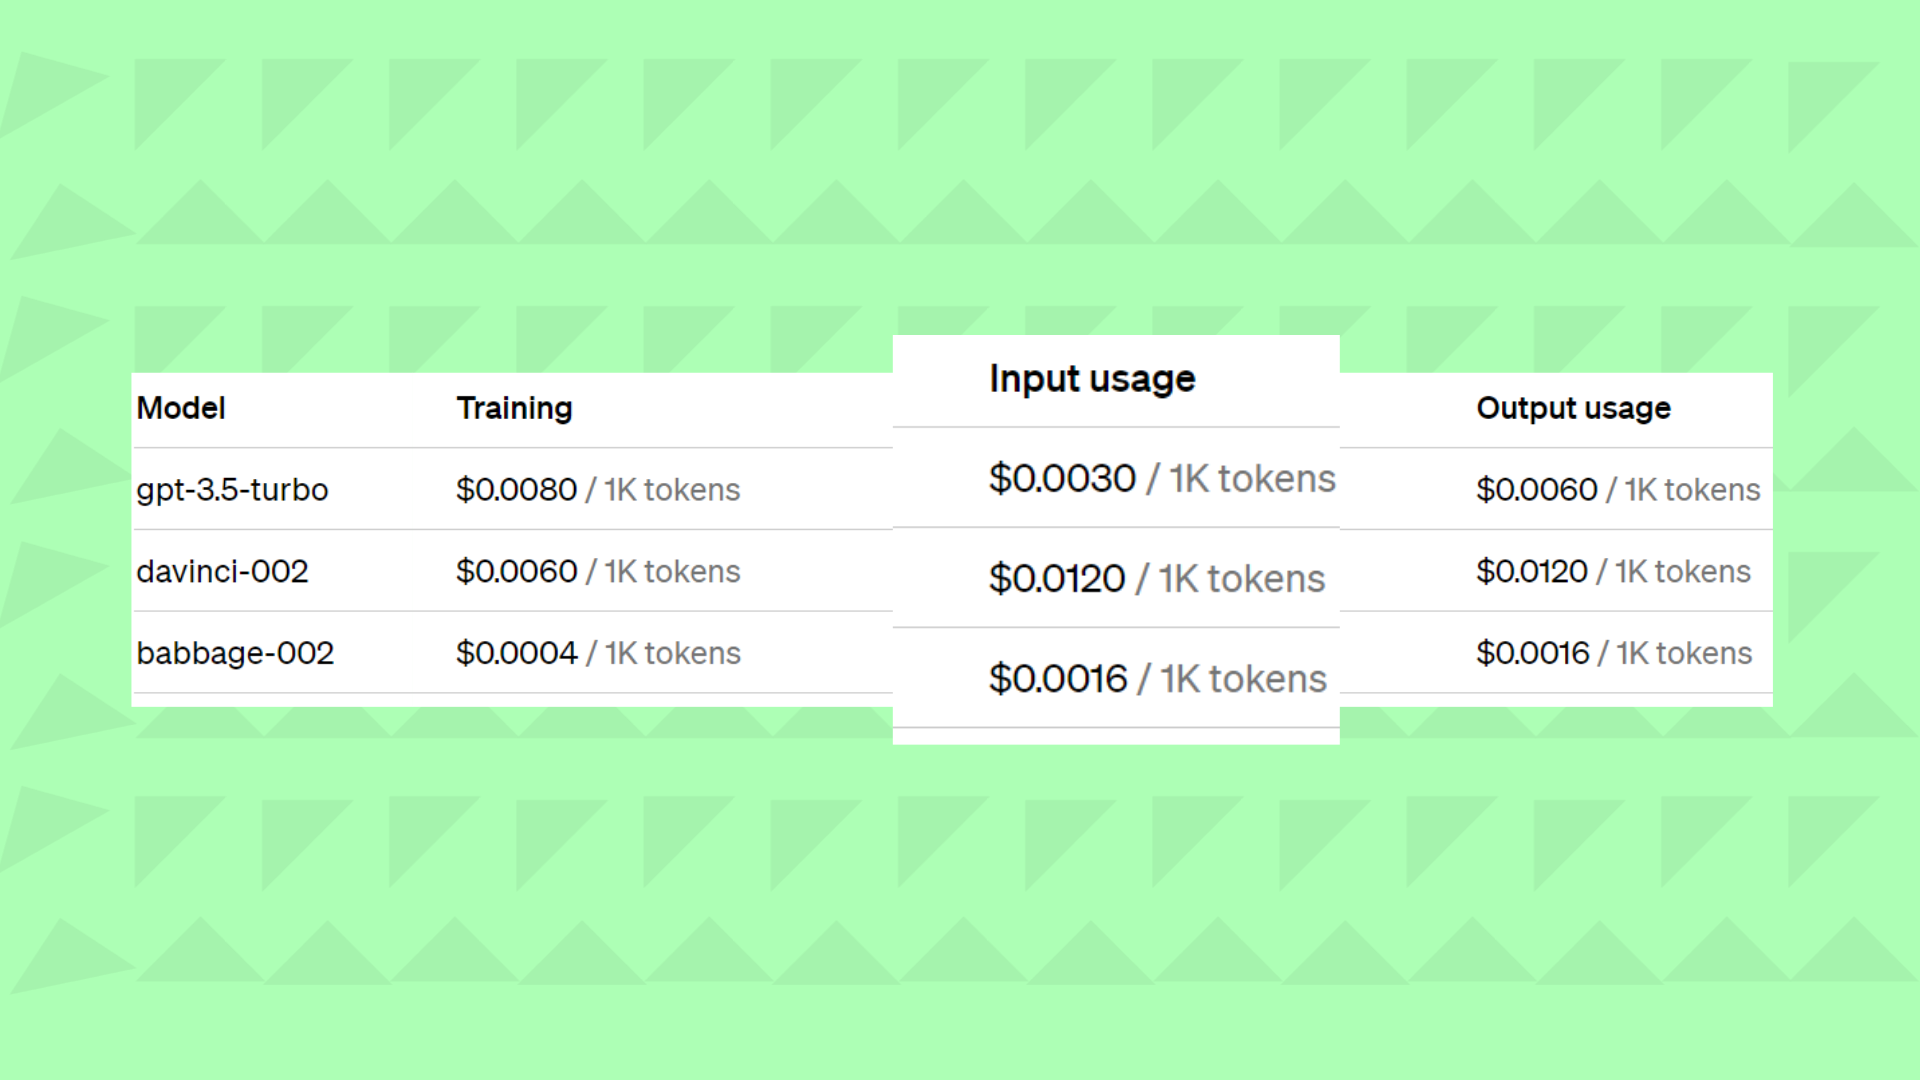 Model Training Input usage Output usage
gpt-3.5-turbo $0.0080 / 1K tokens $0.0030 / 1K tokens $0.0060 / 1K tokens
davinci-002 $0.0060 / 1K tokens $0.0120 / 1K tokens $0.0120 / 1K tokens
babbage-002 $0.0004 / 1K tokens $0.0016 / 1K tokens $0.0016 / 1K tokens